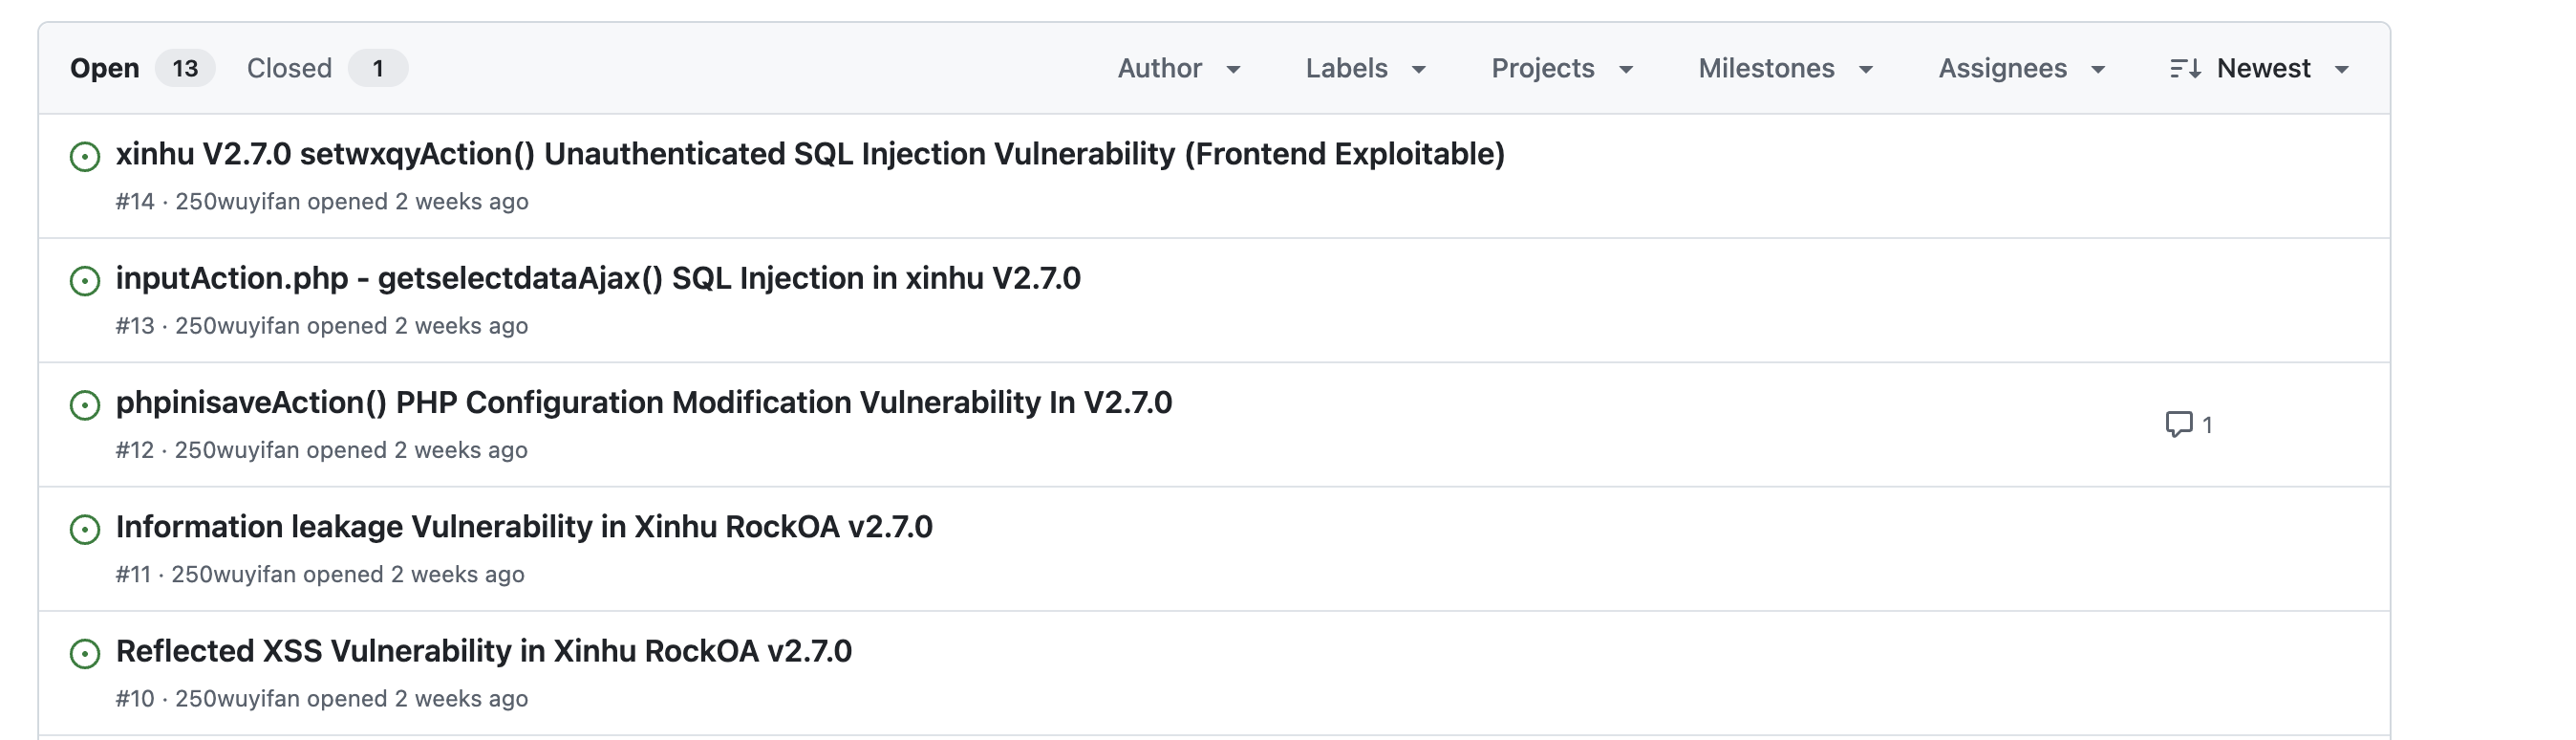 Open 13 Closed 1 Author Labels Projects Milestones Assignees Newest
xinhu V2.7.0 setwxqyAction() Unauthenticated SQL Injection Vulnerability (Frontend Exploitable)
#14 · 250wuyifan opened 2 weeks ago
inputAction.php - getselectdataAjax() SQL Injection in xinhu V2.7.0
#13 · 250wuyifan opened 2 weeks ago
phpinisaveAction() PHP Configuration Modification Vulnerability In V2.7.0
1
#12 · 250wuyifan opened 2 weeks ago
Information leakage Vulnerability in Xinhu RockOA v2.7.0
#11 · 250wuyifan opened 2 weeks ago
Reflected XSS Vulnerability in Xinhu RockOA v2.7.0
#10 · 250wuyifan opened 2 weeks ago